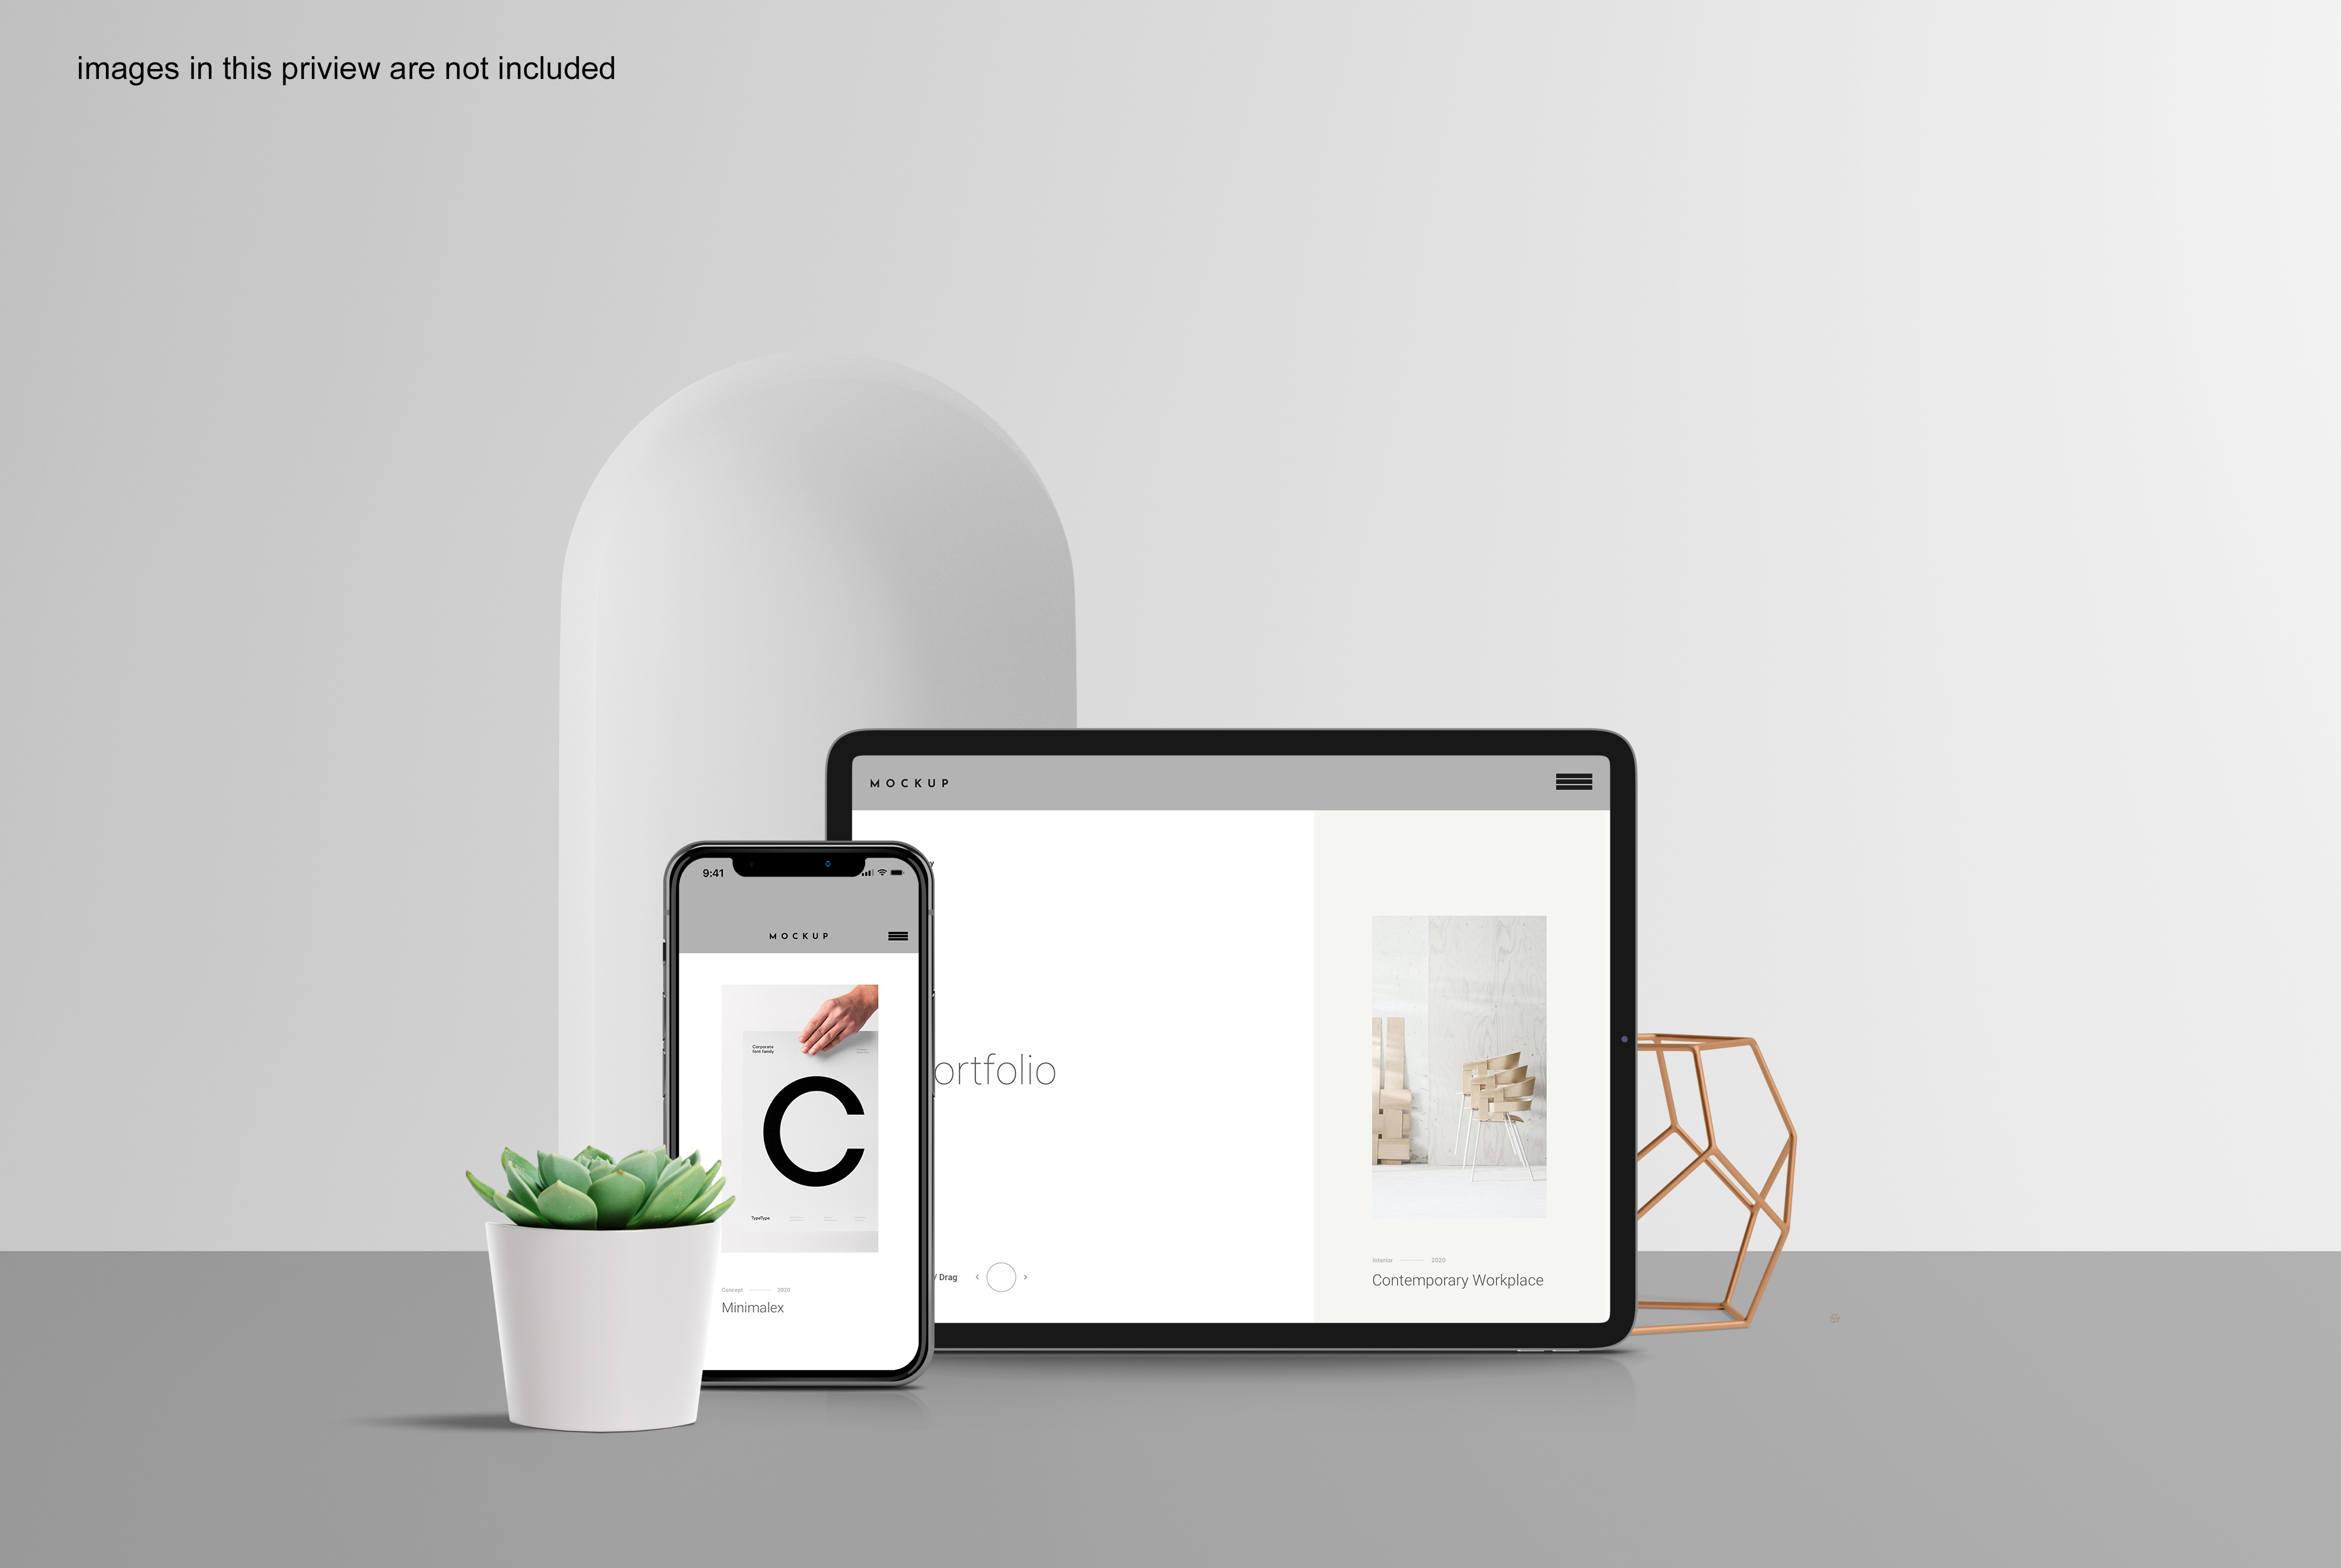 images in this priview are not included
MOCKUP
9:41
MOCKUP
Corporate
font family
C
TypeType
Concept 2020
Minimalex
ortfolio
/ Drag
Interior 2020
Contemporary Workplace